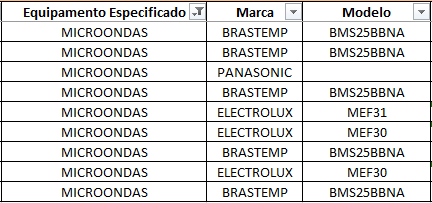 Equipamento Especificado Marca Modelo
MICROONDAS BRASTEMP BMS25BBNA
MICROONDAS BRASTEMP BMS25BBNA
MICROONDAS PANASONIC
MICROONDAS BRASTEMP BMS25BBNA
MICROONDAS ELECTROLUX MEF31
MICROONDAS ELECTROLUX MEF30
MICROONDAS BRASTEMP BMS25BBNA
MICROONDAS ELECTROLUX MEF30
MICROONDAS BRASTEMP BMS25BBNA